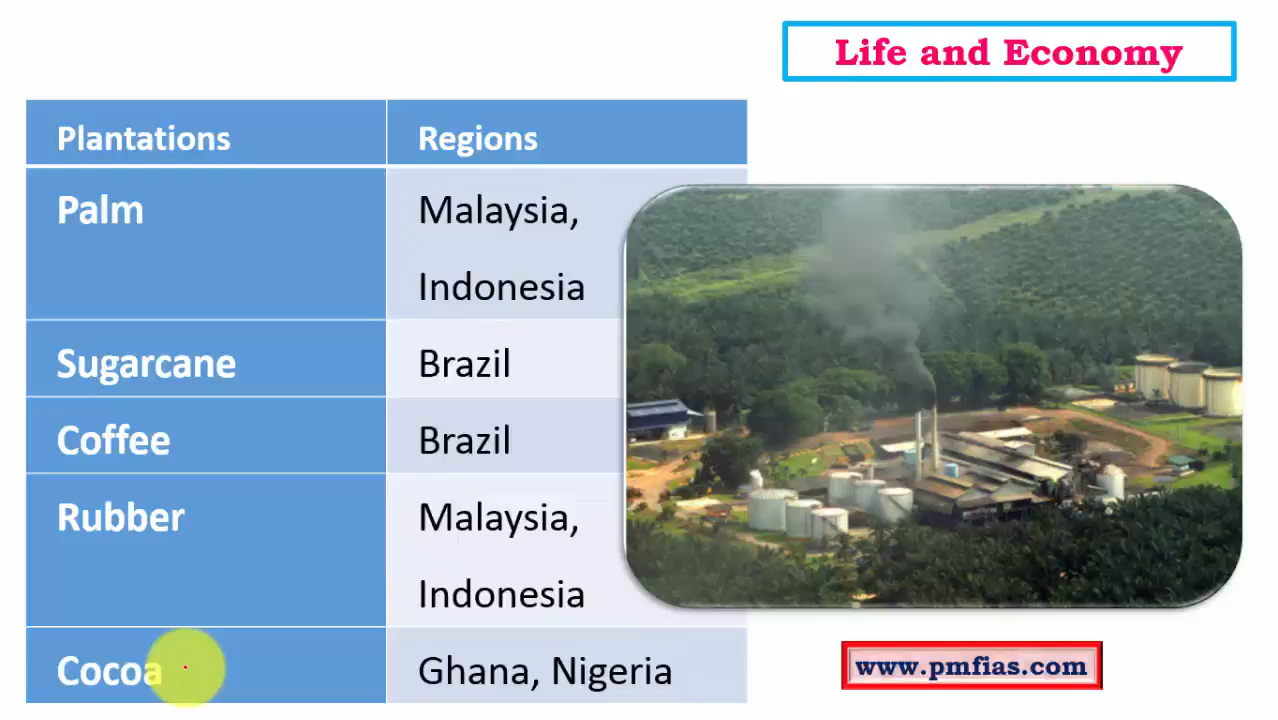 Life and Economy
Plantations Regions
Palm Malaysia,
Indonesia
Sugarcane Brazil
Coffee Brazil
Rubber Malaysia,
Indonesia
Cocoa Ghana, Nigeria
www.pmfias.com